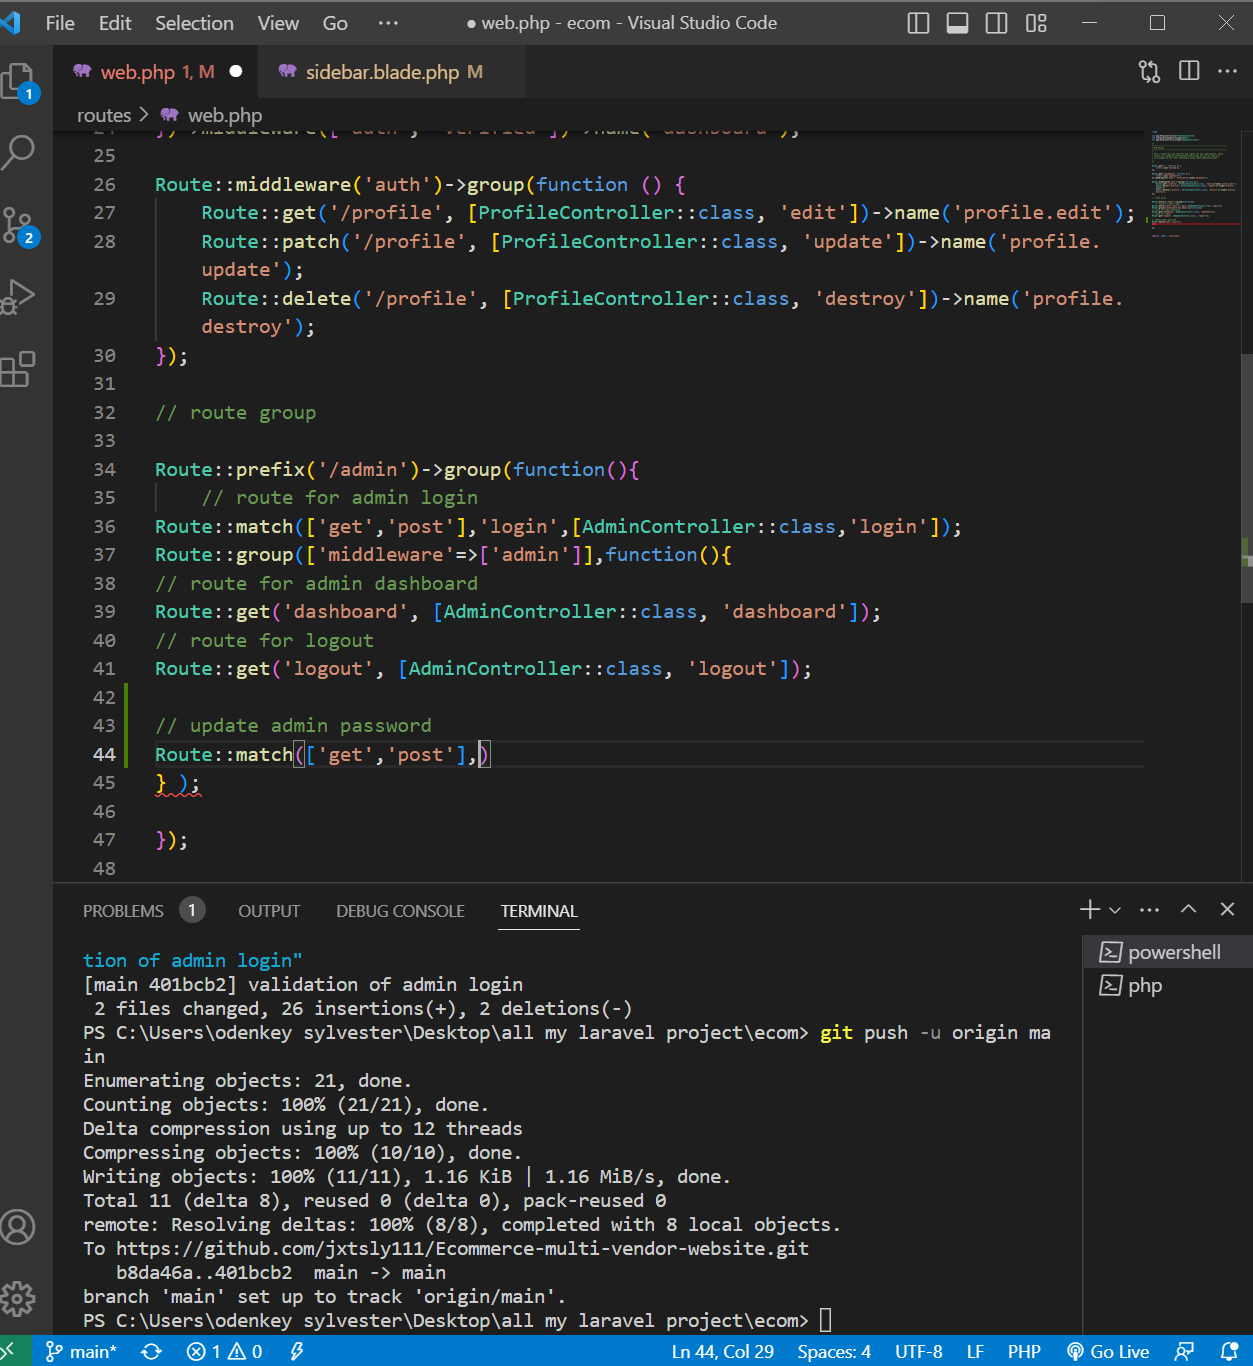 File Edit Selection View Go ··· ● web.php - ecom - Visual Studio Code
web.php 1, M ● sidebar.blade.php M
routes > web.php
24 })->middleware(['auth', 'verified'])->name('dashboard');
25
26 Route::middleware('auth')->group(function () {
27 Route::get('/profile', [ProfileController::class, 'edit'])->name('profile.edit');
28 Route::patch('/profile', [ProfileController::class, 'update'])->name('profile.
update');
29 Route::delete('/profile', [ProfileController::class, 'destroy'])->name('profile.
destroy');
30 });
31
32 // route group
33
34 Route::prefix('/admin')->group(function(){
35 // route for admin login
36 Route::match(['get','post'],'login',[AdminController::class,'login']);
37 Route::group(['middleware'=>['admin']],function(){
38 // route for admin dashboard
39 Route::get('dashboard', [AdminController::class, 'dashboard']);
40 // route for logout
41 Route::get('logout', [AdminController::class, 'logout']);
42
43 // update admin password
44 Route::match(['get','post'],)
45 } );
46
47 });
48
1
2
PROBLEMS 1 OUTPUT DEBUG CONSOLE TERMINAL
powershell
php
tion of admin login"
[main 401bcb2] validation of admin login
2 files changed, 26 insertions(+), 2 deletions(-)
PS C:\Users\odenkey sylvester\Desktop\all my laravel project\ecom> git push -u origin ma
in
Enumerating objects: 21, done.
Counting objects: 100% (21/21), done.
Delta compression using up to 12 threads
Compressing objects: 100% (10/10), done.
Writing objects: 100% (11/11), 1.16 KiB | 1.16 MiB/s, done.
Total 11 (delta 8), reused 0 (delta 0), pack-reused 0
remote: Resolving deltas: 100% (8/8), completed with 8 local objects.
To https://github.com/jxtsly111/Ecommerce-multi-vendor-website.git
b8da46a..401bcb2 main -> main
branch 'main' set up to track 'origin/main'.
PS C:\Users\odenkey sylvester\Desktop\all my laravel project\ecom>
main* 1 0 Ln 44, Col 29 Spaces: 4 UTF-8 LF PHP Go Live